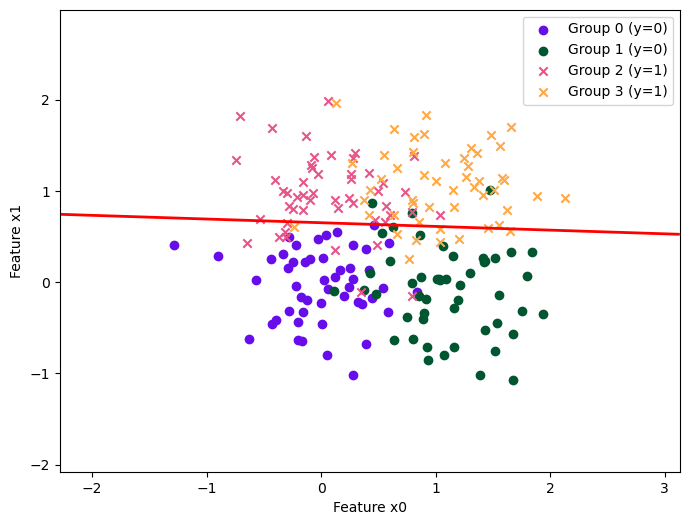 Group 0 (y=0)
Group 1 (y=0)
Group 2 (y=1)
Group 3 (y=1)
2
1
0
−1
−2
Feature x1
−2
−1
0
1
2
3
Feature x0